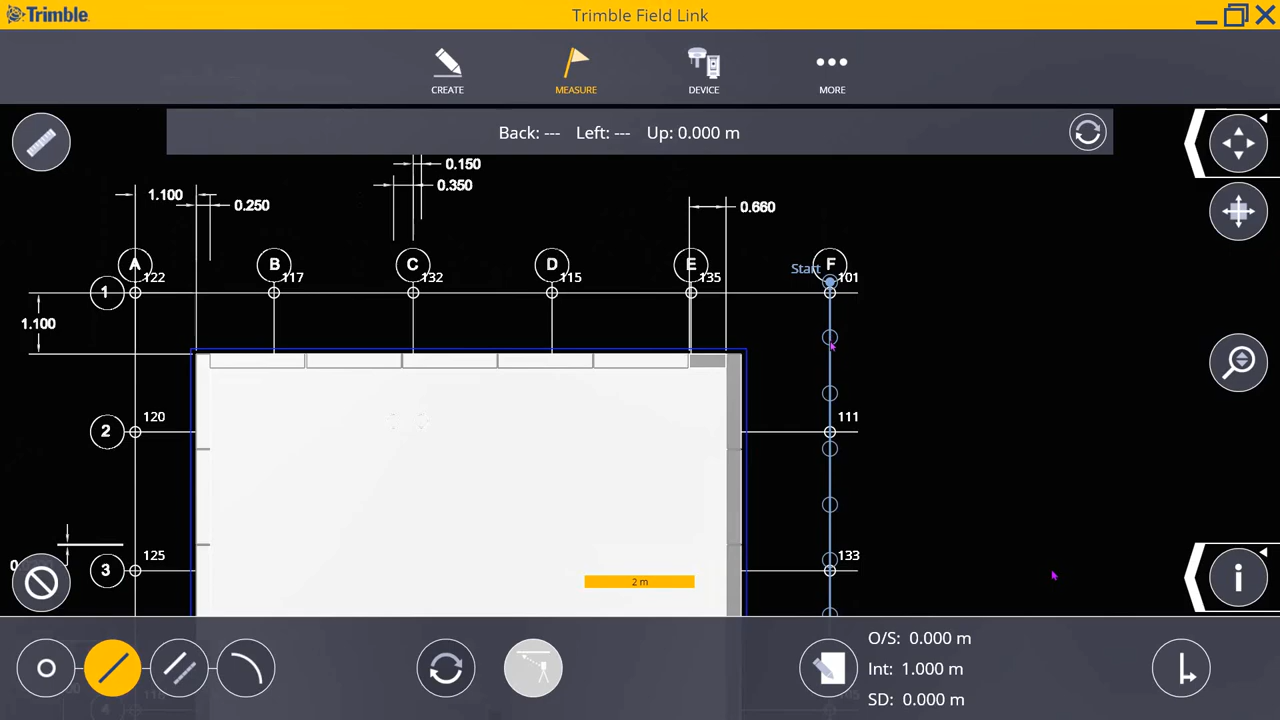 Trimble
Trimble Field Link
CREATE
MEASURE
DEVICE
MORE
Back: --- Left: --- Up: 0.000 m
0.150
0.350
1.100
0.250
0.660
A
B
C
D
E
F
Start
122
117
132
115
135
101
1
1.100
2
120
111
3
125
133
2 m
O/S: 0.000 m
Int: 1.000 m
SD: 0.000 m